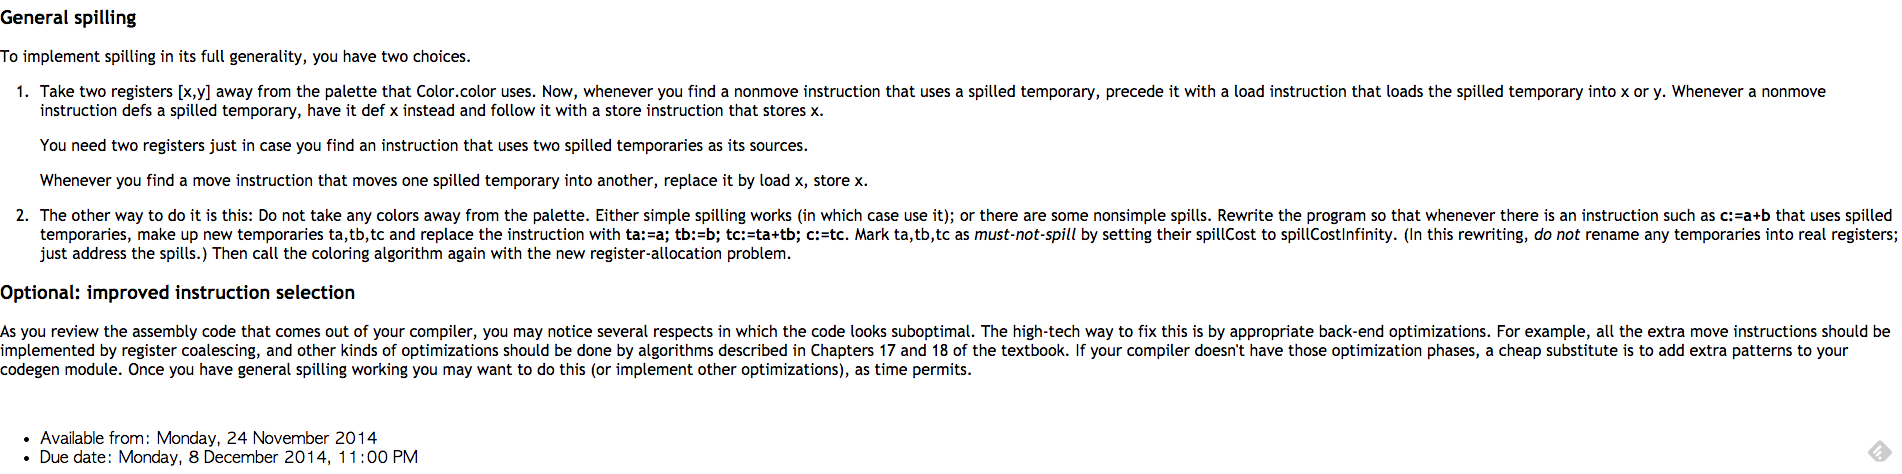 General spilling
To implement spilling in its full generality, you have two choices.
1. Take two registers [x,y] away from the palette that Color.color uses. Now, whenever you find a nonmove instruction that uses a spilled temporary, precede it with a load instruction that loads the spilled temporary into x or y. Whenever a nonmove
instruction defs a spilled temporary, have it def x instead and follow it with a store instruction that stores x.
You need two registers just in case you find an instruction that uses two spilled temporaries as its sources.
Whenever you find a move instruction that moves one spilled temporary into another, replace it by load x, store x.
2. The other way to do it is this: Do not take any colors away from the palette. Either simple spilling works (in which case use it); or there are some nonsimple spills. Rewrite the program so that whenever there is an instruction such as c:=a+b that uses spilled
temporaries, make up new temporaries ta,tb,tc and replace the instruction with ta:=a; tb:=b; tc:=ta+tb; c:=tc. Mark ta,tb,tc as must-not-spill by setting their spillCost to spillCostInfinity. (In this rewriting, do not rename any temporaries into real registers;
just address the spills.) Then call the coloring algorithm again with the new register-allocation problem.
Optional: improved instruction selection
As you review the assembly code that comes out of your compiler, you may notice several respects in which the code looks suboptimal. The high-tech way to fix this is by appropriate back-end optimizations. For example, all the extra move instructions should be
implemented by register coalescing, and other kinds of optimizations should be done by algorithms described in Chapters 17 and 18 of the textbook. If your compiler doesn't have those optimization phases, a cheap substitute is to add extra patterns to your
codegen module. Once you have general spilling working you may want to do this (or implement other optimizations), as time permits.
• Available from: Monday, 24 November 2014
• Due date: Monday, 8 December 2014, 11:00 PM